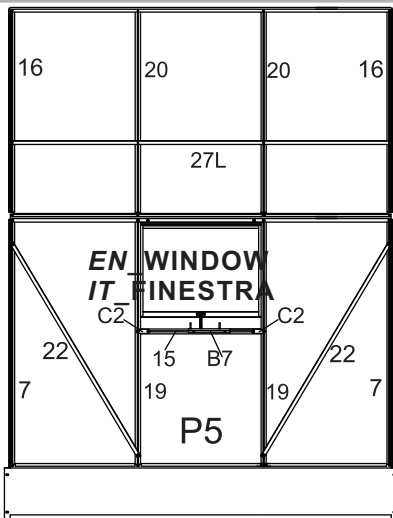 16 20 20 16
27L
EN_WINDOW
IT_FINESTRA
C2 C2
22 15 B7 22
7 19 19 7
P5